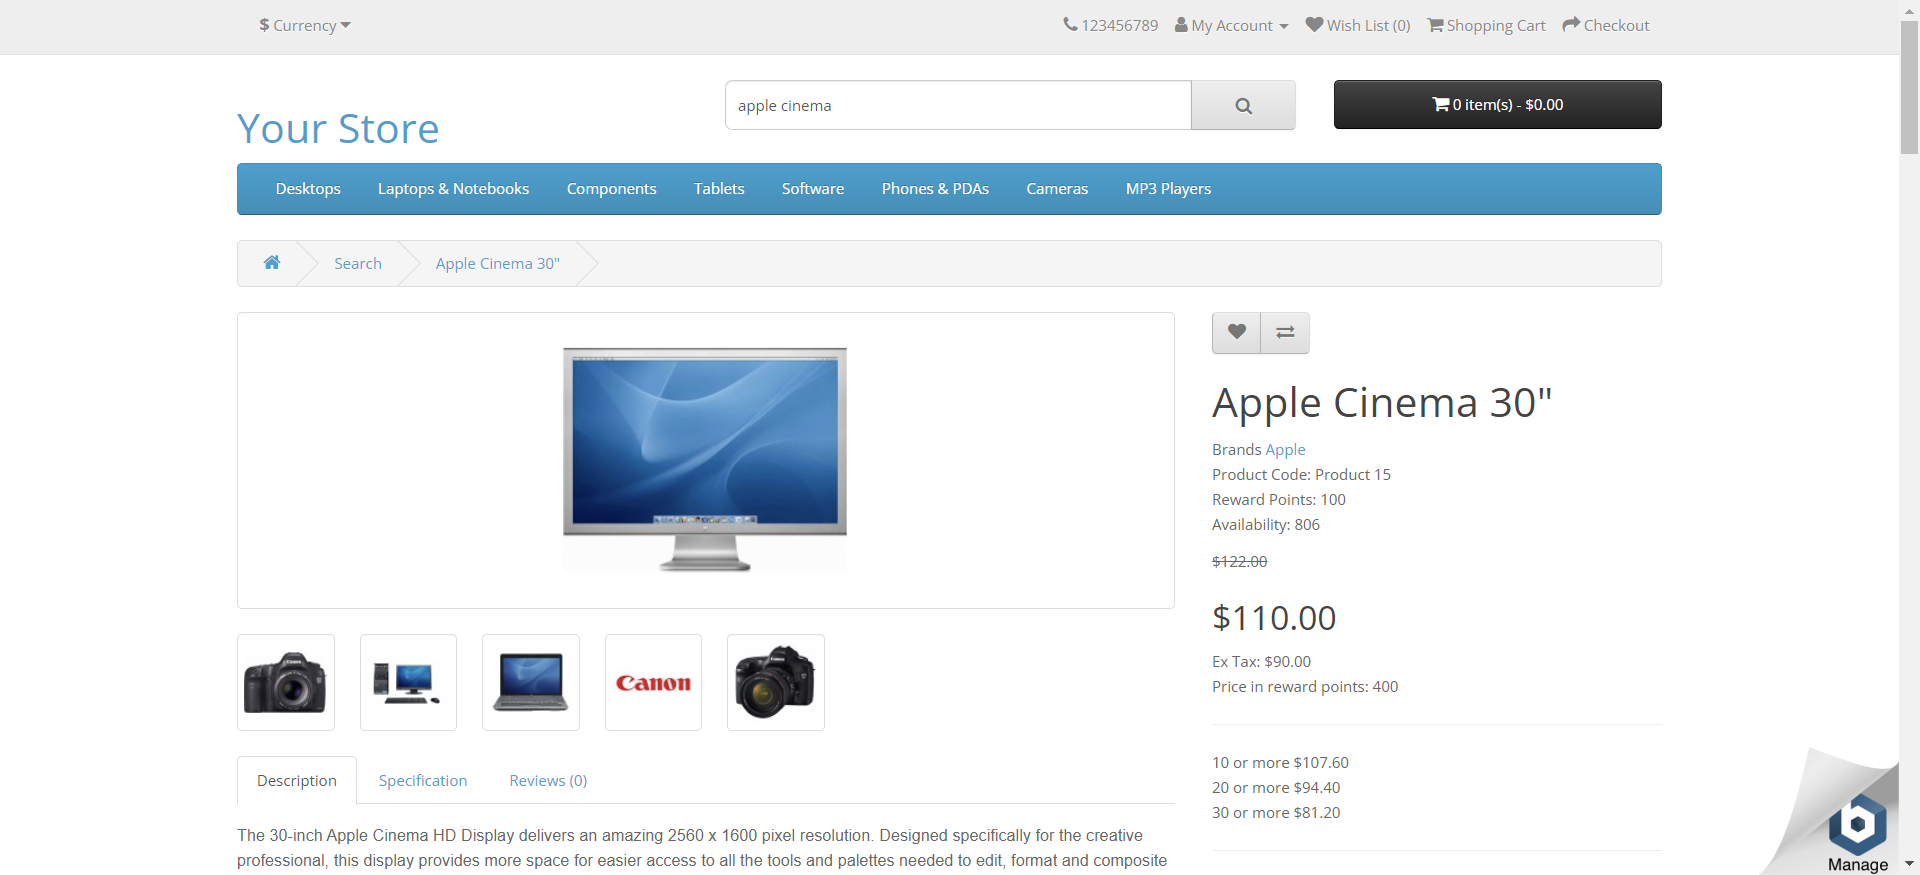 $ Currency
123456789 My Account Wish List (0) Shopping Cart Checkout
Your Store
apple cinema
0 item(s) - $0.00
Desktops Laptops & Notebooks Components Tablets Software Phones & PDAs Cameras MP3 Players
Search Apple Cinema 30"
Apple Cinema 30"
Brands Apple
Product Code: Product 15
Reward Points: 100
Availability: 806
$122.00
$110.00
Ex Tax: $90.00
Price in reward points: 400
10 or more $107.60
20 or more $94.40
30 or more $81.20
Canon
Description Specification Reviews (0)
The 30-inch Apple Cinema HD Display delivers an amazing 2560 x 1600 pixel resolution. Designed specifically for the creative
professional, this display provides more space for easier access to all the tools and palettes needed to edit, format and composite
b
Manage